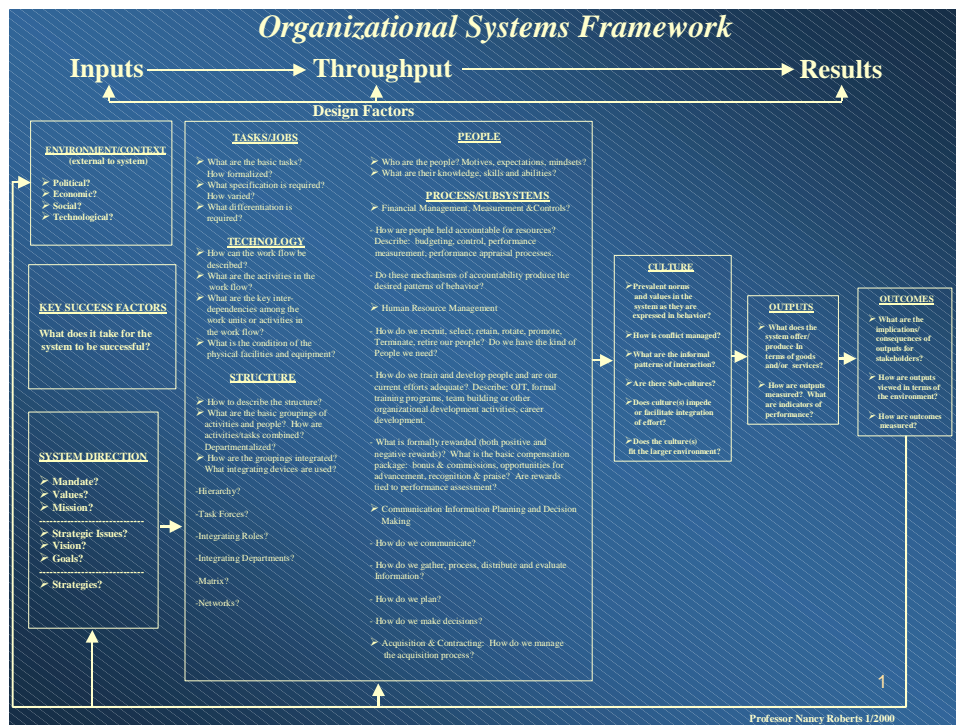 Organizational Systems Framework
Inputs
Throughput
Results
Design Factors
ENVIRONMENT/CONTEXT
(external to system)
➢ Political?
➢ Economic?
➢ Social?
➢ Technological?
KEY SUCCESS FACTORS
What does it take for the
system to be successful?
SYSTEM DIRECTION
➢ Mandate?
➢ Values?
➢ Mission?
------------------------------
➢ Strategic Issues?
➢ Vision?
➢ Goals?
------------------------------
➢ Strategies?
TASKS/JOBS
➢ What are the basic tasks?
How formalized?
➢ What specification is required?
How varied?
➢ What differentiation is
required?
TECHNOLOGY
➢ How can the work flow be
described?
➢ What are the activities in the
work flow?
➢ What are the key inter-
dependencies among the
work units or activities in
the work flow?
➢ What is the condition of the
physical facilities and equipment?
STRUCTURE
➢ How to describe the structure?
➢ What are the basic groupings of
activities and people? How are
activities/tasks combined?
Departmentalized?
➢ How are the groupings integrated?
What integrating devices are used?
-Hierarchy?
-Task Forces?
-Integrating Roles?
-Integrating Departments?
-Matrix?
-Networks?
PEOPLE
➢ Who are the people? Motives, expectations, mindsets?
➢ What are their knowledge, skills and abilities?
PROCESS/SUBSYSTEMS
➢ Financial Management, Measurement &Controls?
- How are people held accountable for resources?
Describe: budgeting, control, performance
measurement, performance appraisal processes.
- Do these mechanisms of accountability produce the
desired patterns of behavior?
➢ Human Resource Management
- How do we recruit, select, retain, rotate, promote,
Terminate, retire our people? Do we have the kind of
People we need?
- How do we train and develop people and are our
current efforts adequate? Describe: OJT, formal
training programs, team building or other
organizational development activities, career
development.
- What is formally rewarded (both positive and
negative rewards)? What is the basic compensation
package: bonus & commissions, opportunities for
advancement, recognition & praise? Are rewards
tied to performance assessment?
➢ Communication Information Planning and Decision
Making
- How do we communicate?
- How do we gather, process, distribute and evaluate
Information?
- How do we plan?
- How do we make decisions?
➢ Acquisition & Contracting: How do we manage
the acquisition process?
CULTURE
➢Prevalent norms
and values in the
system as they are
expressed in behavior?
➢How is conflict managed?
➢What are the informal
patterns of interaction?
➢Are there Sub-cultures?
➢Does culture(s) impede
or facilitate integration
of effort?
➢Does the culture(s)
fit the larger environment?
OUTPUTS
➢ What does the
system offer/
produce In
terms of goods
and/or services?
➢ How are outputs
measured? What
are indicators of
performance?
OUTCOMES
➢ What are the
implications/
consequences of
outputs for
stakeholders?
➢ How are outputs
viewed in terms of
the environment?
➢ How are outcomes
measured?
1
Professor Nancy Roberts 1/2000